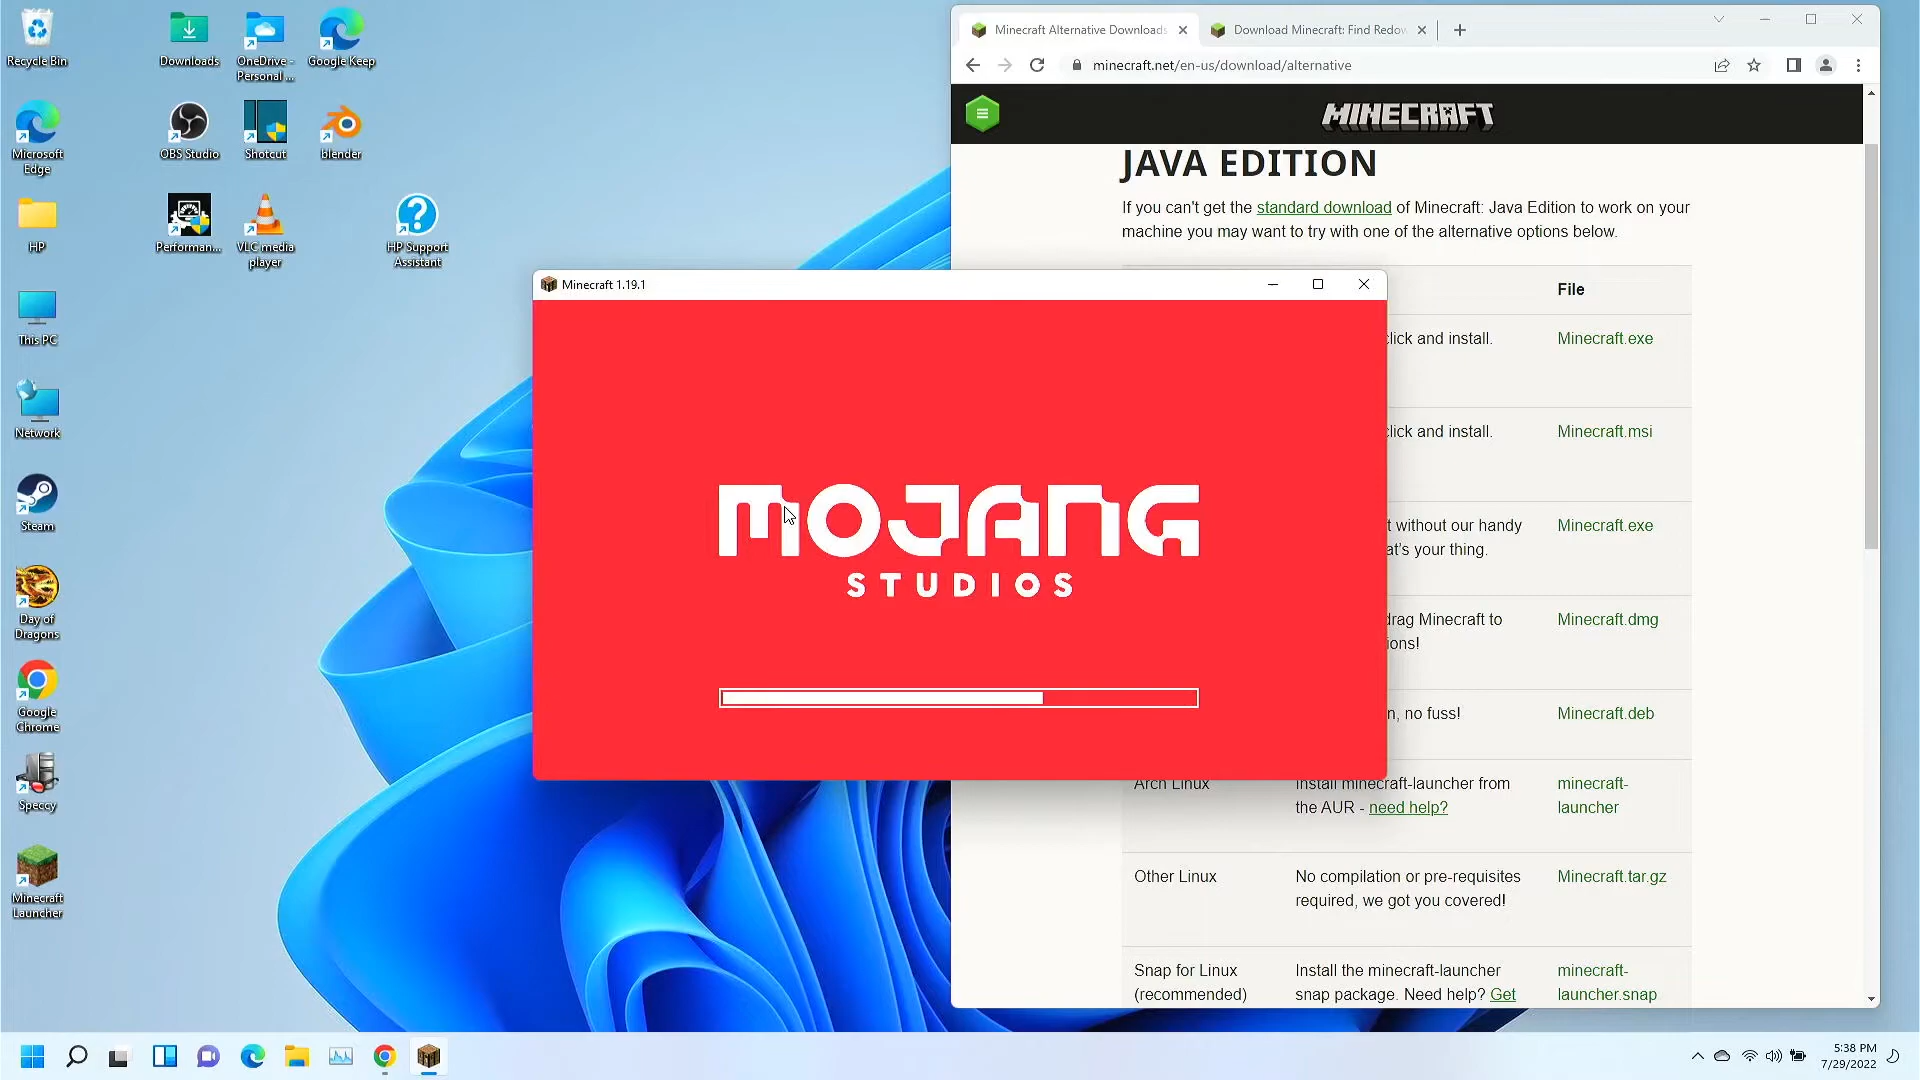 Recycle Bin
Downloads
OneDrive -
Personal ...
Google Keep
Microsoft
Edge
OBS Studio
Shotcut
blender
HP
Performan...
VLC media
player
HP Support
Assistant
This PC
Network
Steam
Day of
Dragons
Google
Chrome
Speccy
Minecraft
Launcher
Minecraft Alternative Downloads
Download Minecraft: Find Redow
minecraft.net/en-us/download/alternative
MINECRAFT
JAVA EDITION
If you can't get the standard download of Minecraft: Java Edition to work on your
machine you may want to try with one of the alternative options below.
File
click and install.
Minecraft.exe
click and install.
Minecraft.msi
t without our handy
at's your thing.
Minecraft.exe
drag Minecraft to
ions!
Minecraft.dmg
n, no fuss!
Minecraft.deb
Arch Linux
Install minecraft-launcher from
the AUR - need help?
minecraft-
launcher
Other Linux
No compilation or pre-requisites
required, we got you covered!
Minecraft.tar.gz
Snap for Linux
(recommended)
Install the minecraft-launcher
snap package. Need help? Get
minecraft-
launcher.snap
Minecraft 1.19.1
MOJANG
STUDIOS
5:38 PM
7/29/2022